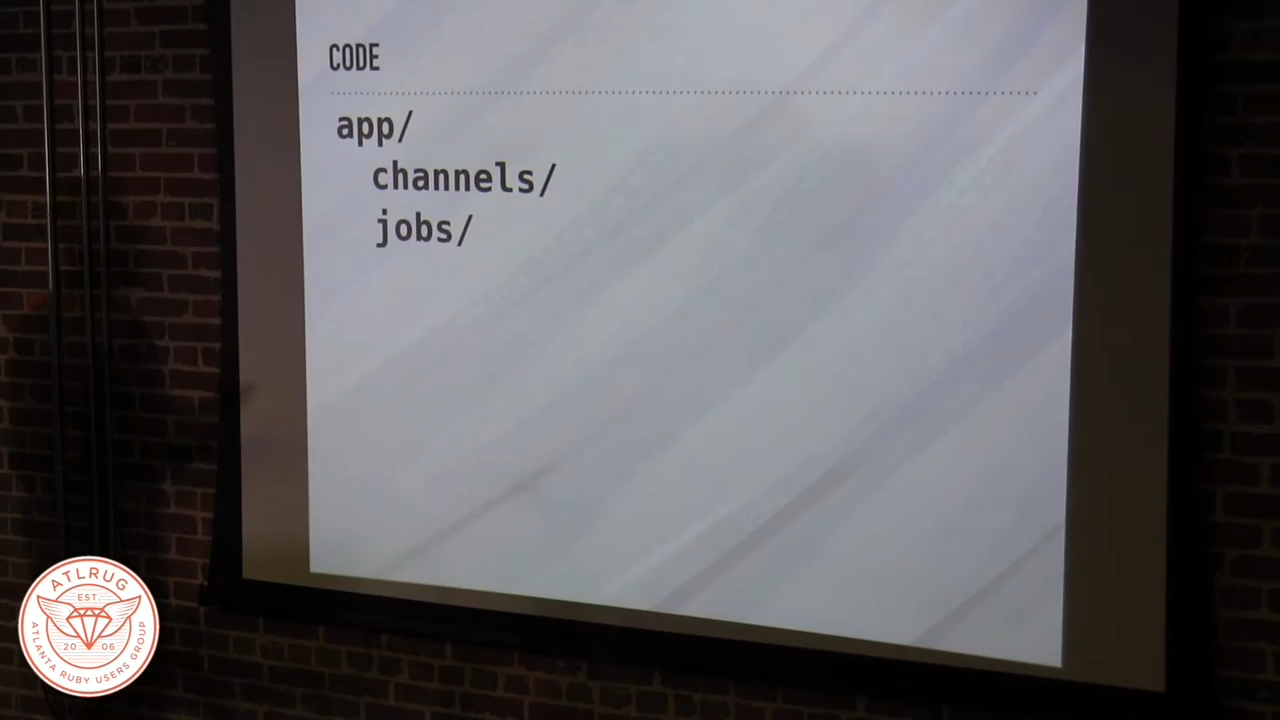 CODE
app/
channels/
jobs/
ATLRUG
EST.
20 06
ATLANTA RUBY USERS GROUP